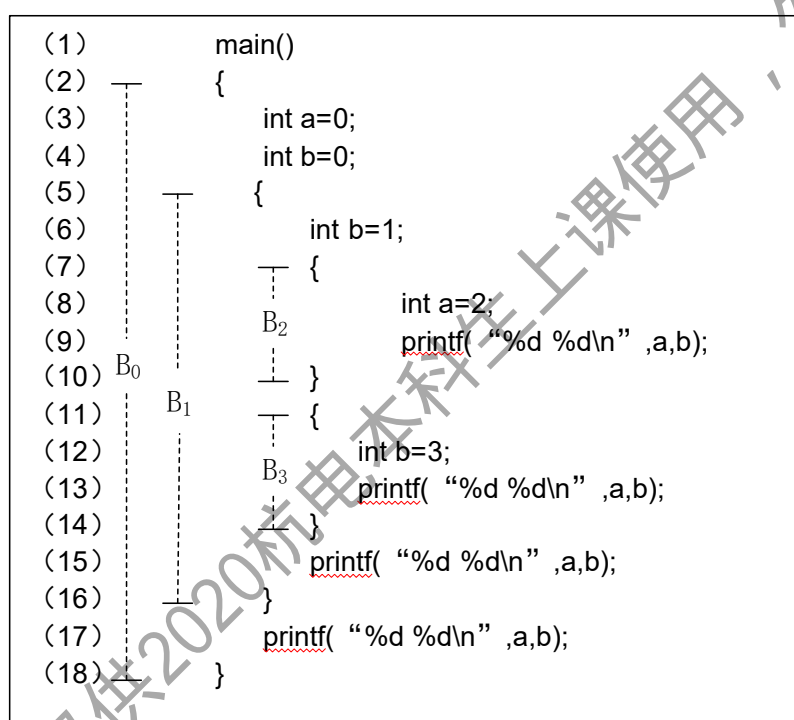 (1) main()
(2) {
(3) int a=0;
(4) int b=0;
(5) {
(6) int b=1;
(7) {
(8) int a=2;
(9) printf( “%d %d\n” ,a,b);
(10) }
(11) {
(12) int b=3;
(13) printf( “%d %d\n” ,a,b);
(14) }
(15) printf( “%d %d\n” ,a,b);
(16) }
(17) printf( “%d %d\n” ,a,b);
(18) }
B₀
B₁
B₂
B₃
供2020杭电本科生上课使用，